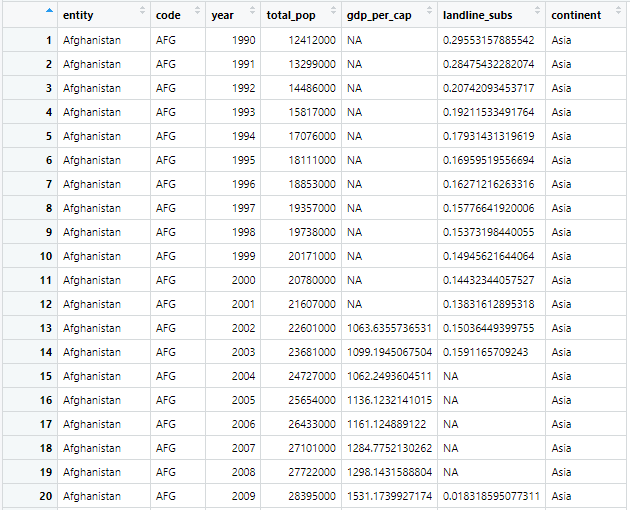 entity code year total_pop gdp_per_cap landline_subs continent
1 Afghanistan AFG 1990 12412000 NA 0.29553157885542 Asia
2 Afghanistan AFG 1991 13299000 NA 0.28475432282074 Asia
3 Afghanistan AFG 1992 14486000 NA 0.20742093453717 Asia
4 Afghanistan AFG 1993 15817000 NA 0.19211533491764 Asia
5 Afghanistan AFG 1994 17076000 NA 0.17931431319619 Asia
6 Afghanistan AFG 1995 18111000 NA 0.16959519556694 Asia
7 Afghanistan AFG 1996 18853000 NA 0.16271216263316 Asia
8 Afghanistan AFG 1997 19357000 NA 0.15776641920006 Asia
9 Afghanistan AFG 1998 19738000 NA 0.15373198440055 Asia
10 Afghanistan AFG 1999 20171000 NA 0.14945621644064 Asia
11 Afghanistan AFG 2000 20780000 NA 0.14432344057527 Asia
12 Afghanistan AFG 2001 21607000 NA 0.13831612895318 Asia
13 Afghanistan AFG 2002 22601000 1063.6355736531 0.15036449399755 Asia
14 Afghanistan AFG 2003 23681000 1099.1945067504 0.1591165709243 Asia
15 Afghanistan AFG 2004 24727000 1062.2493604511 NA Asia
16 Afghanistan AFG 2005 25654000 1136.1232141015 NA Asia
17 Afghanistan AFG 2006 26433000 1161.124889122 NA Asia
18 Afghanistan AFG 2007 27101000 1284.7752130262 NA Asia
19 Afghanistan AFG 2008 27722000 1298.1431588804 NA Asia
20 Afghanistan AFG 2009 28395000 1531.1739927174 0.018318595077311 Asia